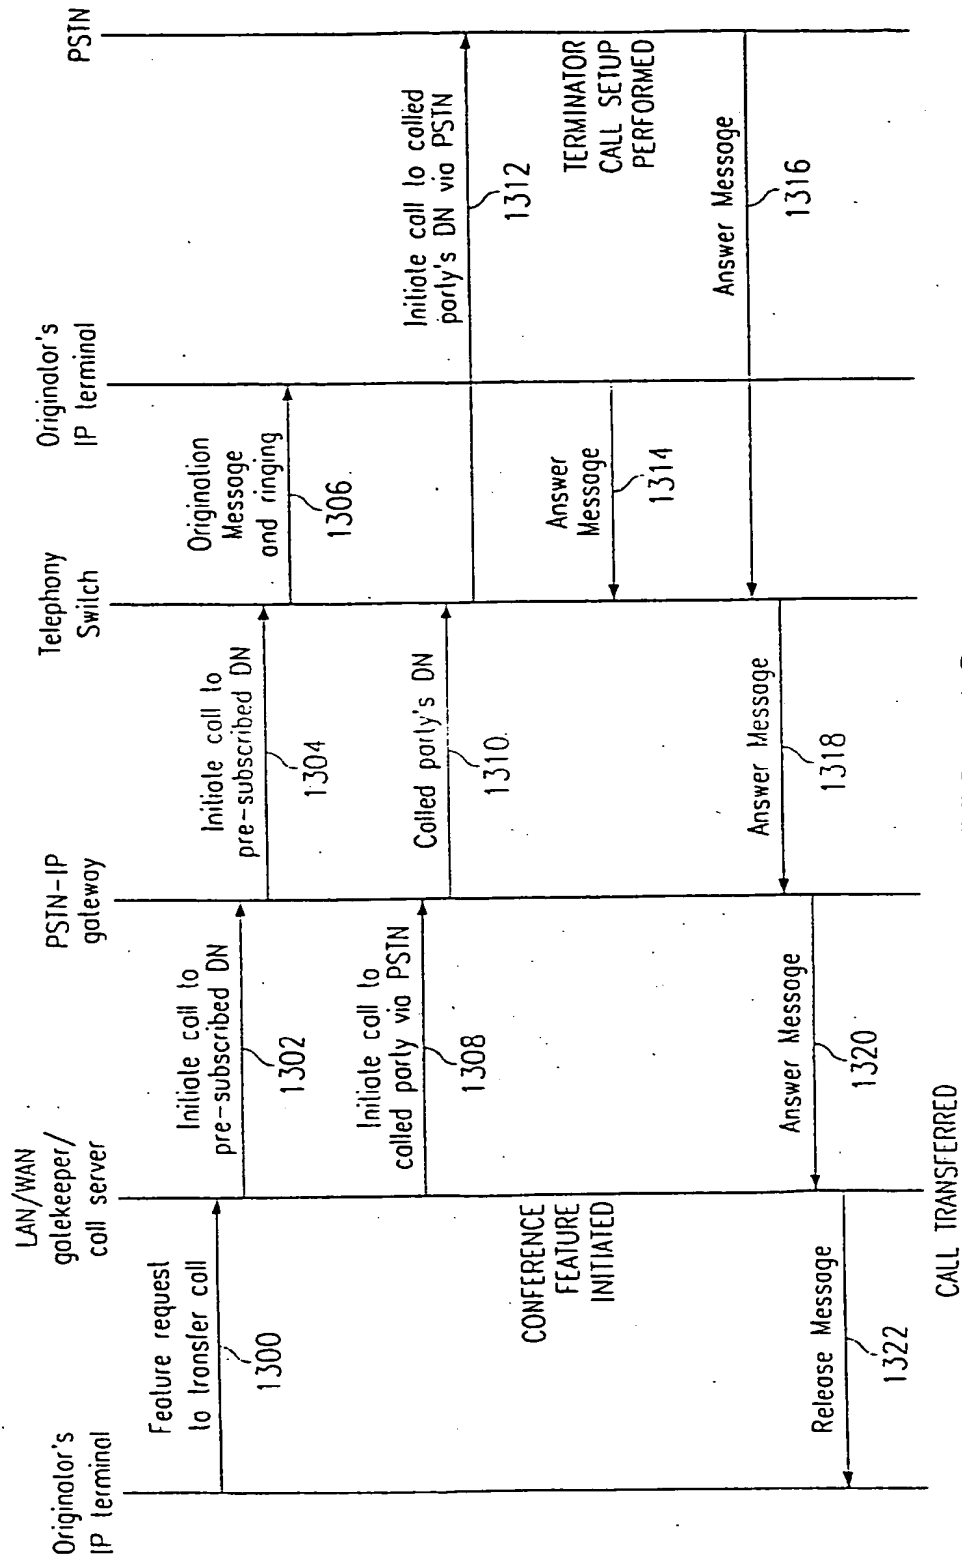 Originator's
IP terminal
LAN/WAN
gatekeeper/
call server
PSTN-IP
gateway
Telephony
Switch
Originator's
IP terminal
PSTN
Feature request
to transfer call
1300
Initiate call to
pre-subscribed DN
1302
Initiate call to
pre-subscribed DN
1304
Origination
Message
and ringing
1306
Initiate call to
called party via PSTN
1308
Called party's DN
1310
Initiate call to called
party's DN via PSTN
1312
CONFERENCE
FEATURE
INITIATED
Answer
Message
1314
TERMINATOR
CALL SETUP
PERFORMED
Answer Message
1316
Answer Message
1318
Answer Message
1320
Release Message
1322
CALL TRANSFERRED